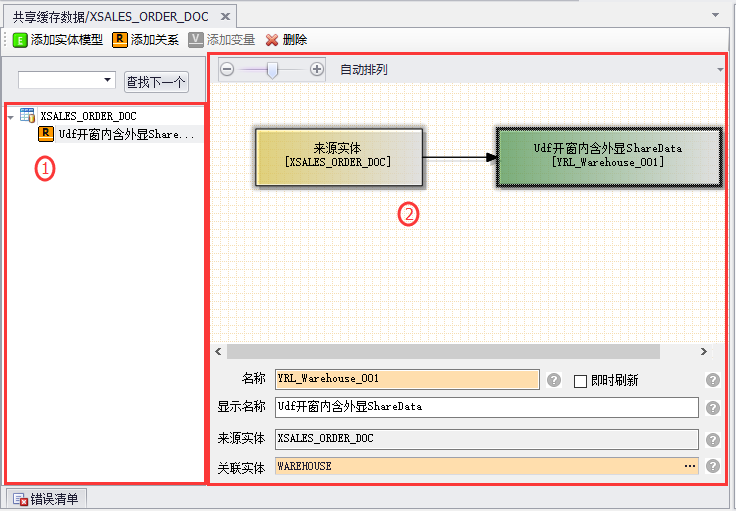 共享缓存数据/XSALES_ORDER_DOC
E 添加实体模型 R 添加关系 V 添加变量 删除
查找下一个
自动排列
XSALES_ORDER_DOC
R Udf开窗内含外显Share...
1
来源实体
[XSALES_ORDER_DOC]
Udf开窗内含外显ShareData
[YRL_Warehouse_001]
2
名称 YRL_Warehouse_001 ? 即时刷新 ?
显示名称 Udf开窗内含外显ShareData ?
来源实体 XSALES_ORDER_DOC ?
关联实体 WAREHOUSE ... ?
错误清单